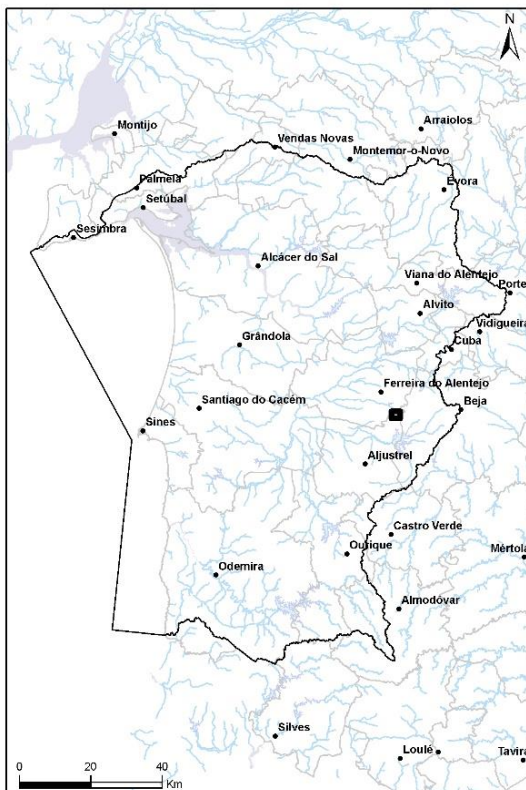 N
Arraiolos
Montijo
Vendas Novas
Montemor-o-Novo
Palmela
Évora
Setúbal
Sesimbra
Alcácer do Sal
Viana do Alentejo
Porte
Alvito
Vidigueira
Grândola
Cuba
Ferreira do Alentejo
Santiago do Cacém
Beja
Sines
Aljustrel
Castro Verde
Ourique
Mértola
Odemira
Almodôvar
Silves
Loulé
Tavira
0 20 40
Km